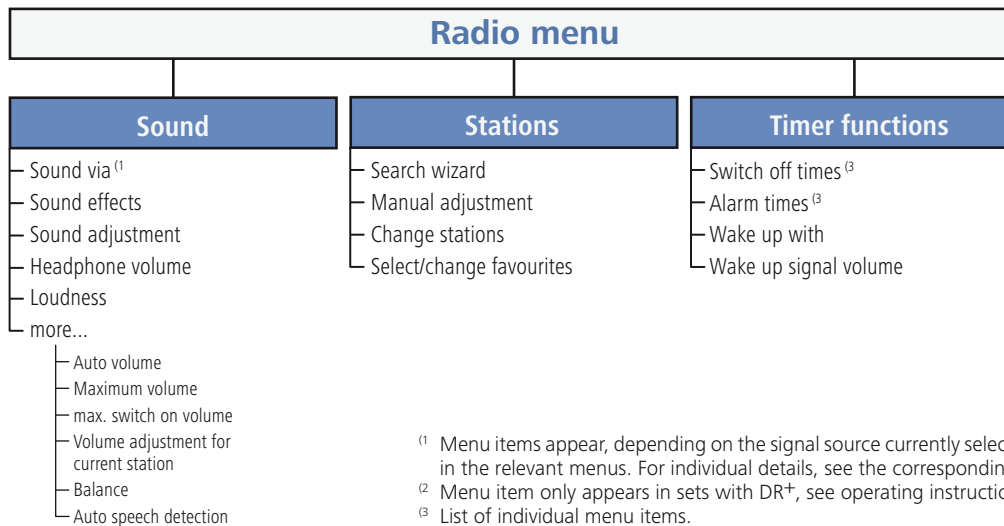 Radio menu
Sound
Sound via (1
Sound effects
Sound adjustment
Headphone volume
Loudness
more...
Auto volume
Maximum volume
max. switch on volume
Volume adjustment for
current station
Balance
Auto speech detection
Stations
Search wizard
Manual adjustment
Change stations
Select/change favourites
Timer functions
Switch off times (3
Alarm times (3
Wake up with
Wake up signal volume
(1 Menu items appear, depending on the signal source currently selec
in the relevant menus. For individual details, see the correspondin
(2 Menu item only appears in sets with DR+, see operating instructio
(3 List of individual menu items.